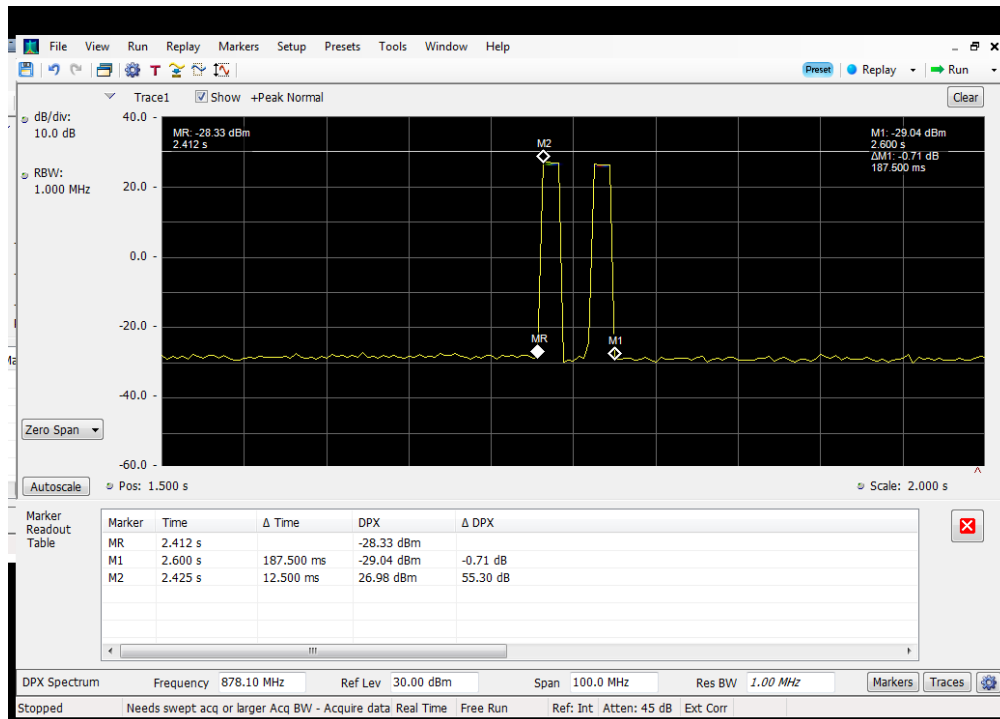 File View Run Replay Markers Setup Presets Tools Window Help
Preset Replay Run
Trace1 Show +Peak Normal Clear
dB/div:
10.0 dB
RBW:
1.000 MHz
40.0
20.0
0.0
-20.0
-40.0
-60.0
MR: -28.33 dBm
2.412 s
M1: -29.04 dBm
2.600 s
ΔM1: -0.71 dB
187.500 ms
M2
MR
M1
Zero Span
Autoscale Pos: 1.500 s Scale: 2.000 s
Marker
Readout
Table
Marker Time Δ Time DPX Δ DPX
MR 2.412 s -28.33 dBm
M1 2.600 s 187.500 ms -29.04 dBm -0.71 dB
M2 2.425 s 12.500 ms 26.98 dBm 55.30 dB
DPX Spectrum Frequency 878.10 MHz Ref Lev 30.00 dBm Span 100.0 MHz Res BW 1.00 MHz Markers Traces
Stopped Needs swept acq or larger Acq BW - Acquire data Real Time Free Run Ref: Int Atten: 45 dB Ext Corr